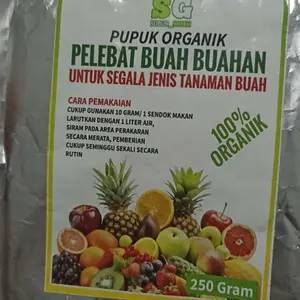 SG
PUPUK ORGANIK
PELEBAT BUAH BUAHAN
UNTUK SEGALA JENIS TANAMAN BUAH
CARA PEMAKAIAN
CUKUP GUNAKAN 10 GRAM/ 1 SENDOK MAKAN
LARUTKAN DENGAN 1 LITER AIR,
SIRAM PADA AREA PERAKARAN
SECARA MERATA, PEMBERIAN
CUKUP SEMINGGU SEKALI SECARA
RUTIN
100%
ORGANIK
250 Gram